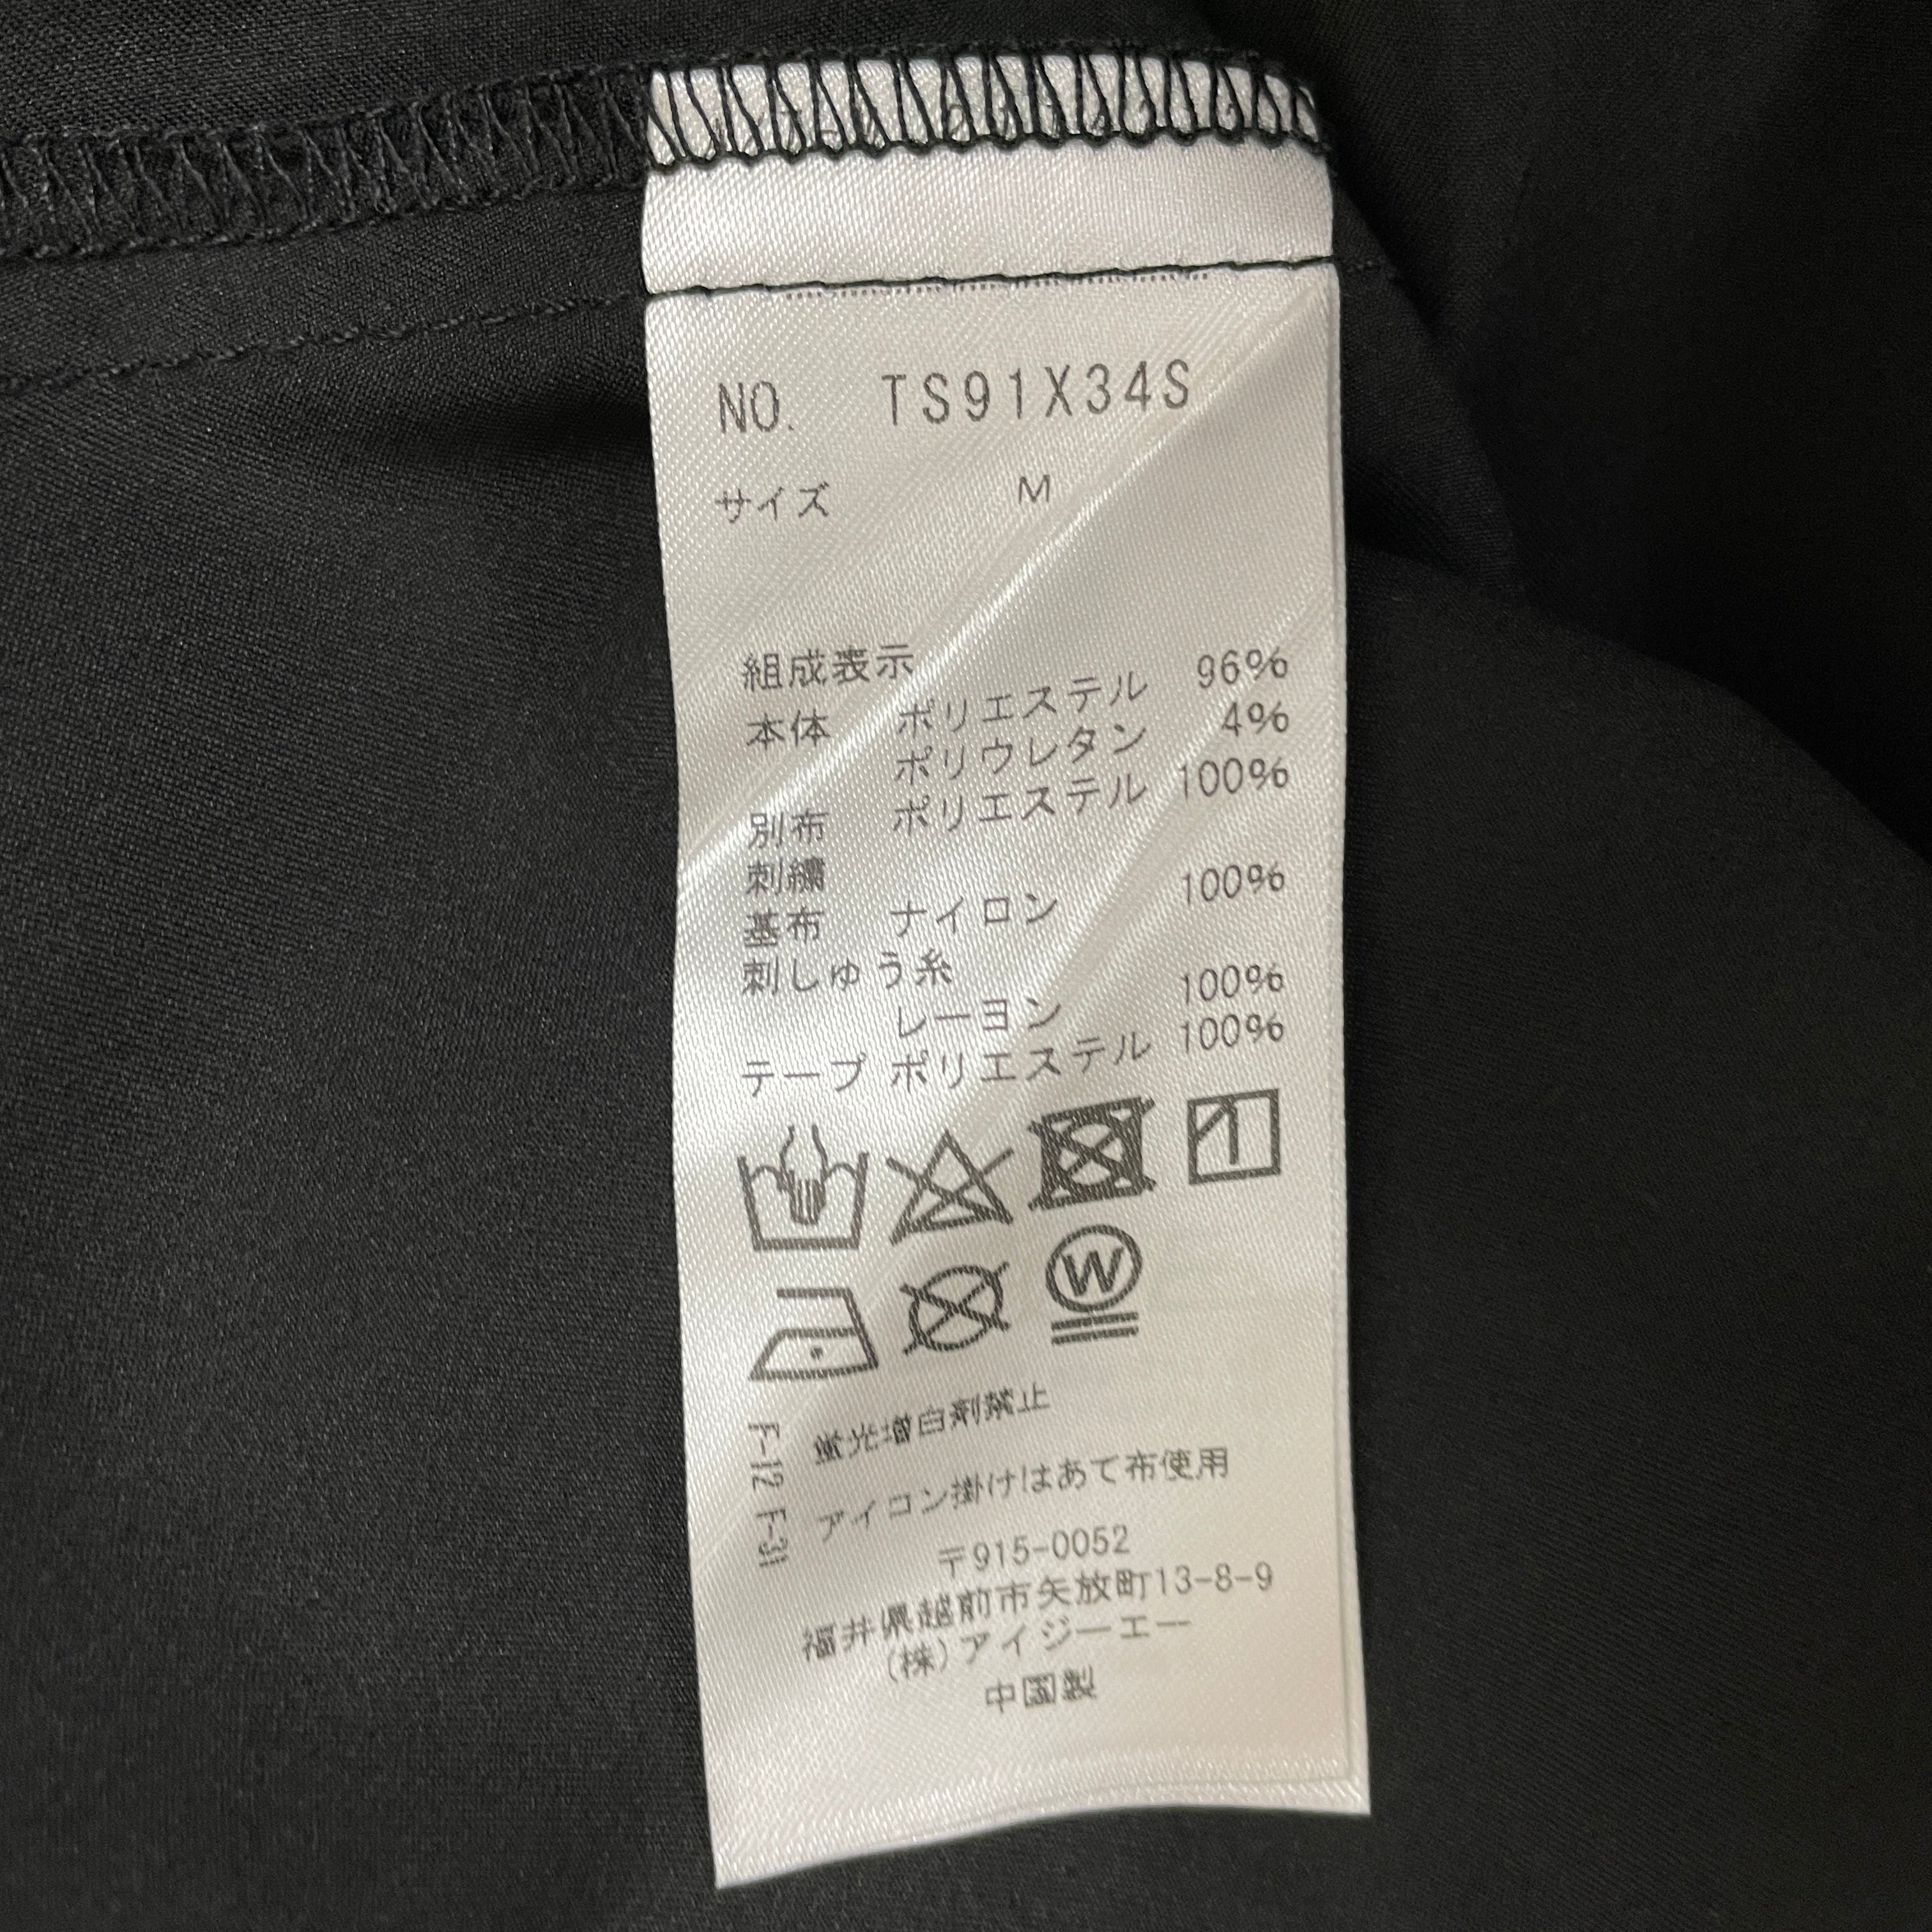 NO. TS91X34S
サイズ M
組成表示
本体 ポリエステル 96%
ポリウレタン 4%
別布 ポリエステル 100%
刺繍
基布 ナイロン 100%
刺しゅう糸
レーヨン 100%
テープ ポリエステル 100%
W
F-12 F-31
蛍光増白剤禁止
アイコン掛けはあて布使用
〒915-0052
福井県越前市矢放町13-8-9
(株)アイジーエー
中国製